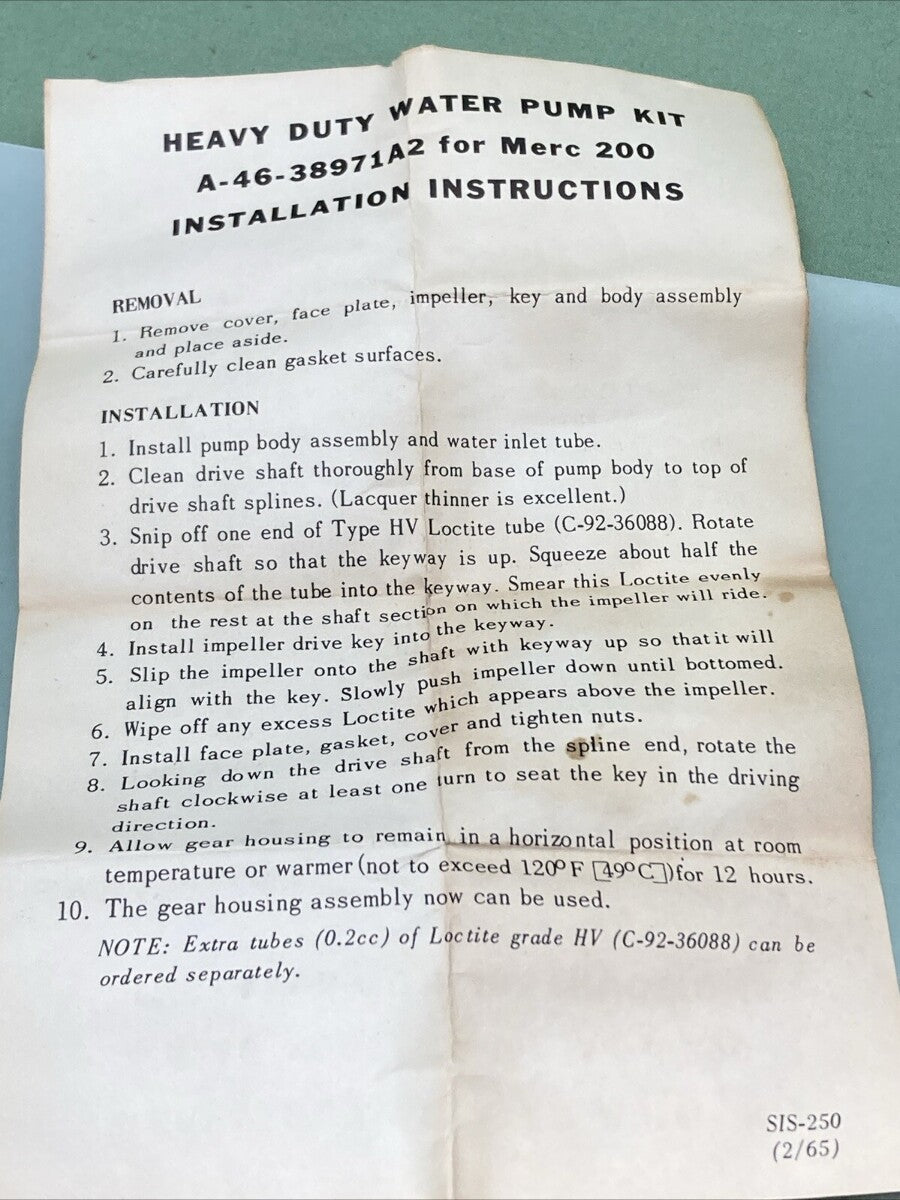 HEAVY DUTY WATER PUMP KIT
A-46-38971A2 for Merc 200
INSTALLATION INSTRUCTIONS
REMOVAL
1. Remove cover, face plate, impeller, key and body assembly
and place aside.
2. Carefully clean gasket surfaces.
INSTALLATION
1. Install pump body assembly and water inlet tube.
2. Clean drive shaft thoroughly from base of pump body to top of
drive shaft splines. (Lacquer thinner is excellent.)
3. Snip off one end of Type HV Loctite tube (C-92-36088). Rotate
drive shaft so that the keyway is up. Squeeze about half the
contents of the tube into the keyway. Smear this Loctite evenly
on the rest at the shaft section on which the impeller will ride.
4. Install impeller drive key into the keyway.
5. Slip the impeller onto the shaft with keyway up so that it will
align with the key. Slowly push impeller down until bottomed.
6. Wipe off any excess Loctite which appears above the impeller.
7. Install face plate, gasket, cover and tighten nuts.
8. Looking down the drive shaft from the spline end, rotate the
shaft clockwise at least one turn to seat the key in the driving
direction.
9. Allow gear housing to remain in a horizontal position at room
temperature or warmer (not to exceed 120°F [49°C]) for 12 hours.
10. The gear housing assembly now can be used.
NOTE: Extra tubes (0.2cc) of Loctite grade HV (C-92-36088) can be
ordered separately.
SIS-250
(2/65)